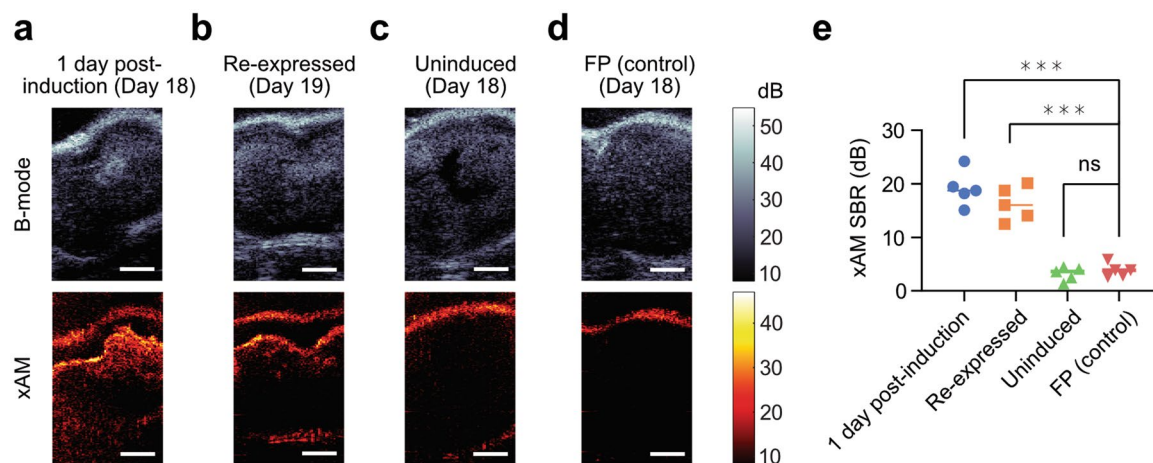 a
1 day post-
induction (Day 18)
b
Re-expressed
(Day 19)
c
Uninduced
(Day 18)
d
FP (control)
(Day 18)
B-mode
dB
50
40
30
20
10
xAM
40
30
20
10
e
***
***
ns
xAM SBR (dB)
30
20
10
0
1 day post-induction
Re-expressed
Uninduced
FP (control)